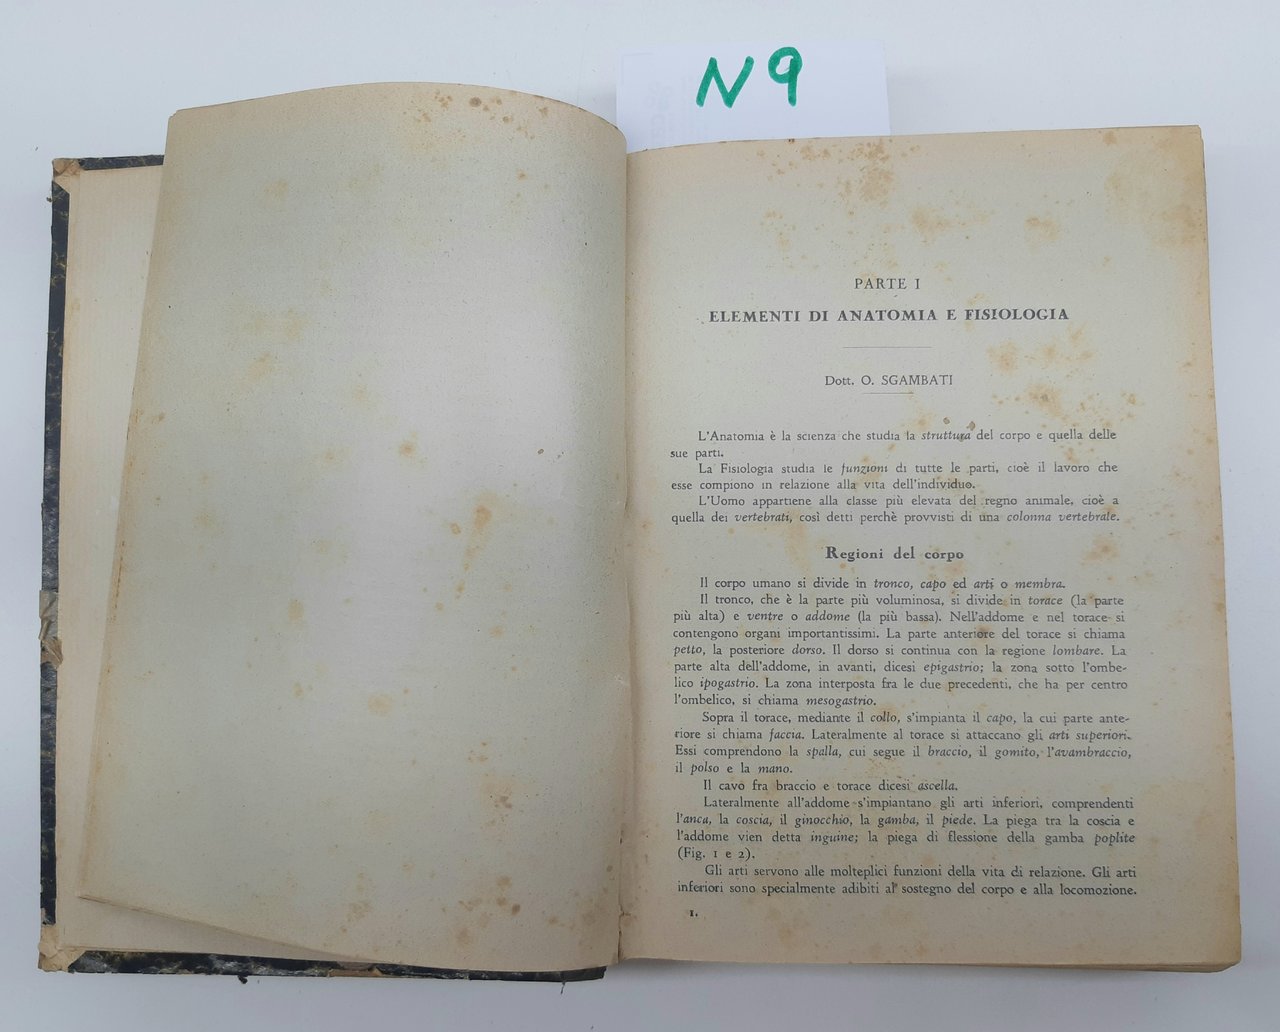 N9
PARTE I
ELEMENTI DI ANATOMIA E FISIOLOGIA
Dott. O. SGAMBATI
L'Anatomia è la scienza che studia la struttura del corpo e quella delle
sue parti.
La Fisiologia studia le funzioni di tutte le parti, cioè il lavoro che
esse compiono in relazione alla vita dell'individuo.
L'Uomo appartiene alla classe più elevata del regno animale, cioè a
quella dei vertebrati, così detti perchè provvisti di una colonna vertebrale.
Regioni del corpo
Il corpo umano si divide in tronco, capo ed arti o membra.
Il tronco, che è la parte più voluminosa, si divide in torace (la parte
più alta) e ventre o addome (la più bassa). Nell'addome e nel torace si
contengono organi importantissimi. La parte anteriore del torace si chiama
petto, la posteriore dorso. Il dorso si continua con la regione lombare. La
parte alta dell'addome, in avanti, dicesi epigastrio; la zona sotto l'ombe-
lico ipogastrio. La zona interposta fra le due precedenti, che ha per centro
l'ombelico, si chiama mesogastrio.
Sopra il torace, mediante il collo, s'impianta il capo, la cui parte ante-
riore si chiama faccia. Lateralmente al torace si attaccano gli arti superiori.
Essi comprendono la spalla, cui segue il braccio, il gomito, l'avambraccio,
il polso e la mano.
Il cavo fra braccio e torace dicesi ascella.
Lateralmente all'addome s'impiantano gli arti inferiori, comprendenti
l'anca, la coscia, il ginocchio, la gamba, il piede. La piega tra la coscia e
l'addome vien detta inguine; la piega di flessione della gamba poplite
(Fig. 1 e 2).
Gli arti servono alle molteplici funzioni della vita di relazione. Gli arti
inferiori sono specialmente adibiti al sostegno del corpo e alla locomozione.
1.